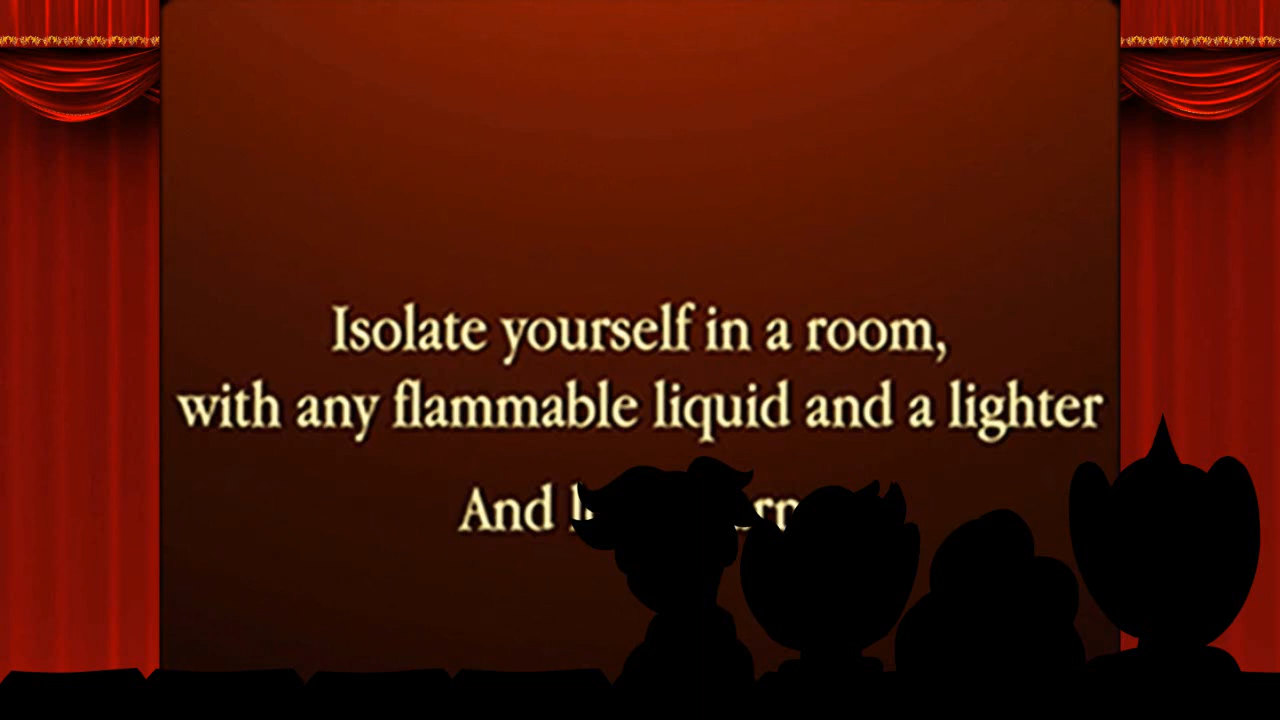 Isolate yourself in a room,
with any flammable liquid and a lighter
And